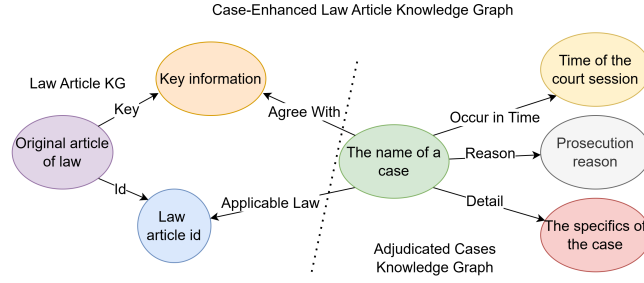 Case-Enhanced Law Article Knowledge Graph
Law Article KG
Key information
Time of the
court session
Key
Agree With
Occur in Time
Original article
of law
The name of a
case
Reason
Prosecution
reason
Id
Applicable Law
Detail
Law
article id
The specifics of
the case
Adjudicated Cases
Knowledge Graph